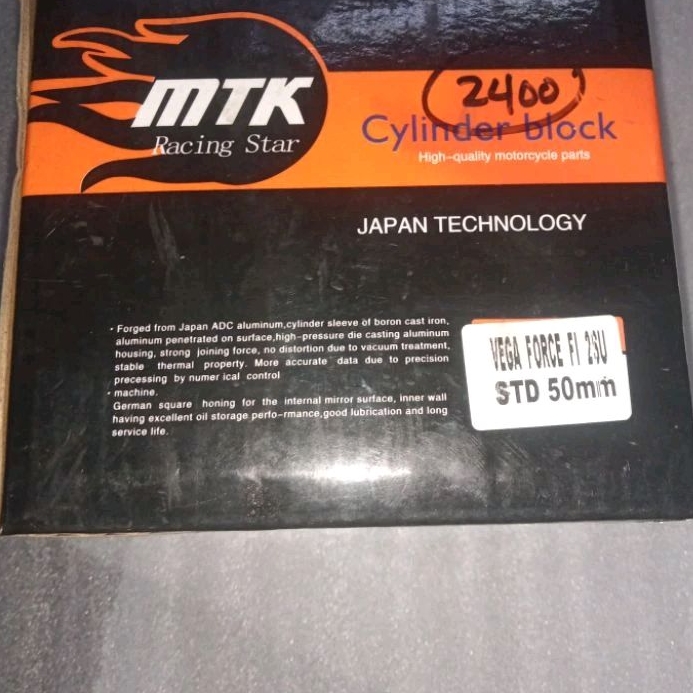 MTK
Racing Star
2400
Cylinder block
High-quality motorcycle parts
JAPAN TECHNOLOGY
· Forged from Japan ADC aluminum,cylinder sleeve of boron cast iron,
aluminum penetrated on surface,high-pressure die casting aluminum
housing, strong joining force, no distortion due to vacuum treatment,
stable thermal property. More accurate data due to precision
precessing by numer ical control
· machine.
German square honing for the internal mirror surface, inner wall
having excellent oil storage perfo-rmance,good lubrication and long
service life.
VEGA FORCE FI 2SU
STD 50mm